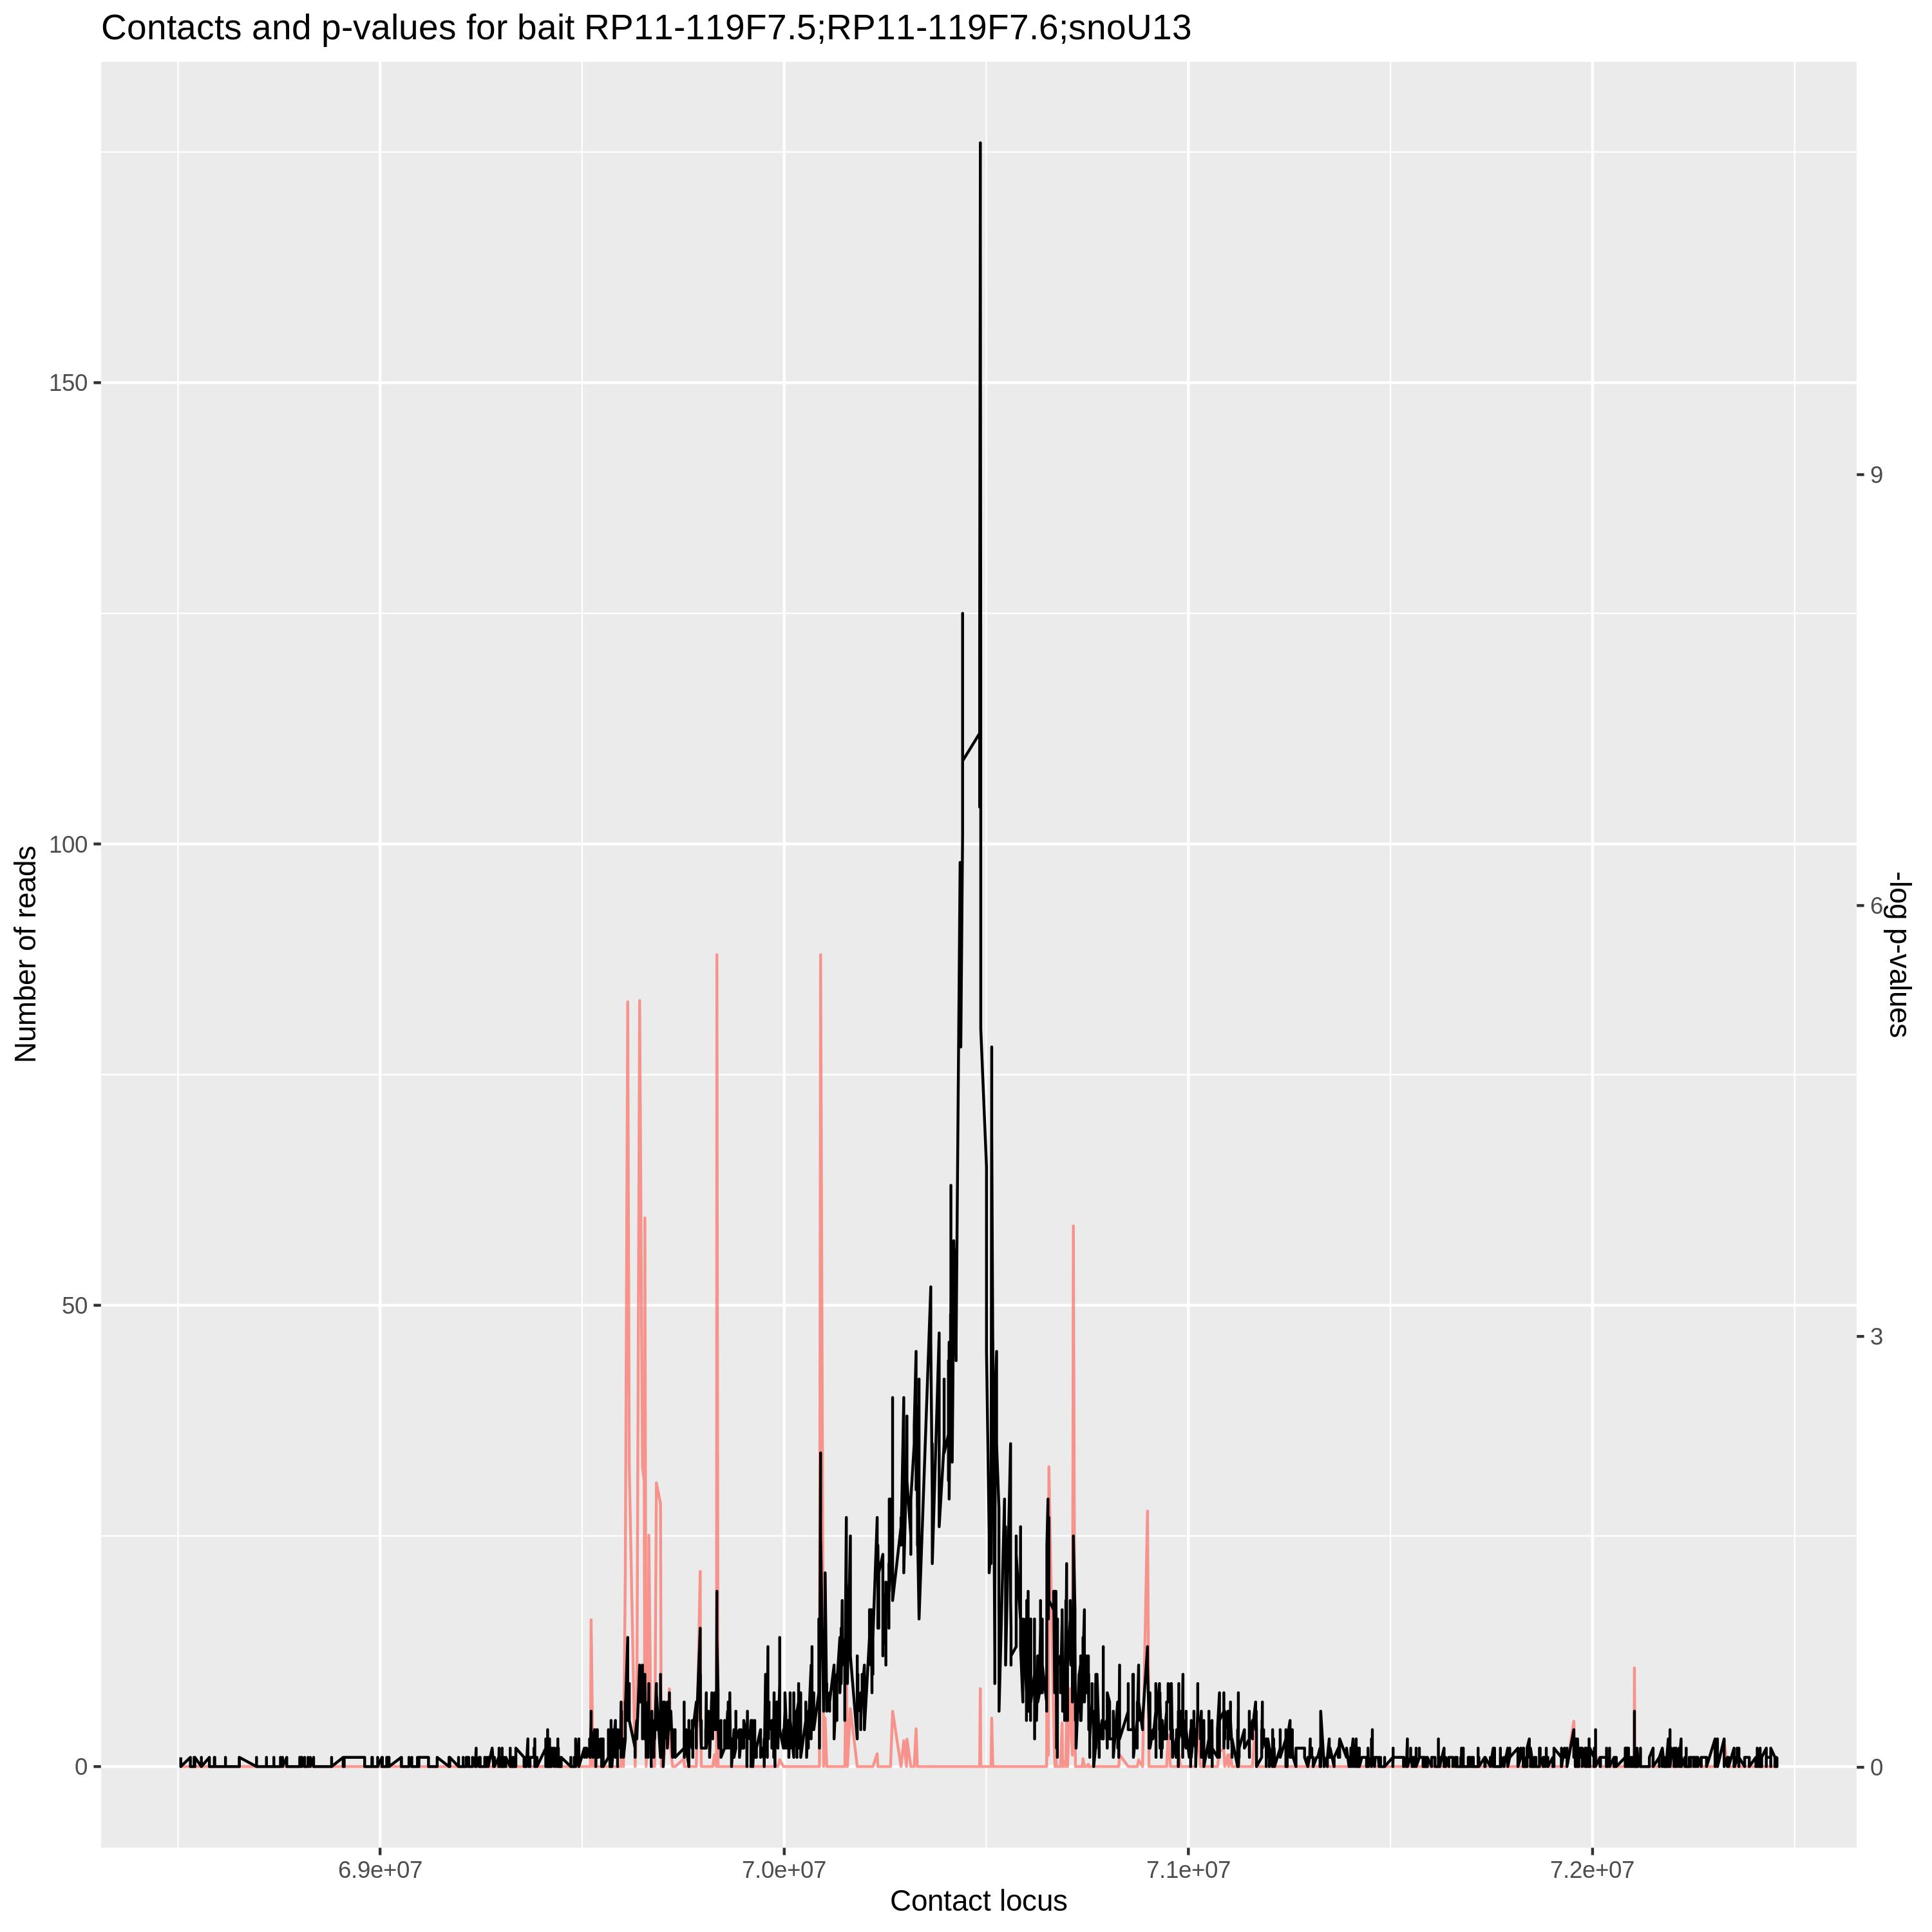 Contacts and p-values for bait RP11-119F7.5;RP11-119F7.6;snoU13
150
100
50
0
Number of reads
9
6
3
0
-log p-values
6.9e+07
7.0e+07
7.1e+07
7.2e+07
Contact locus